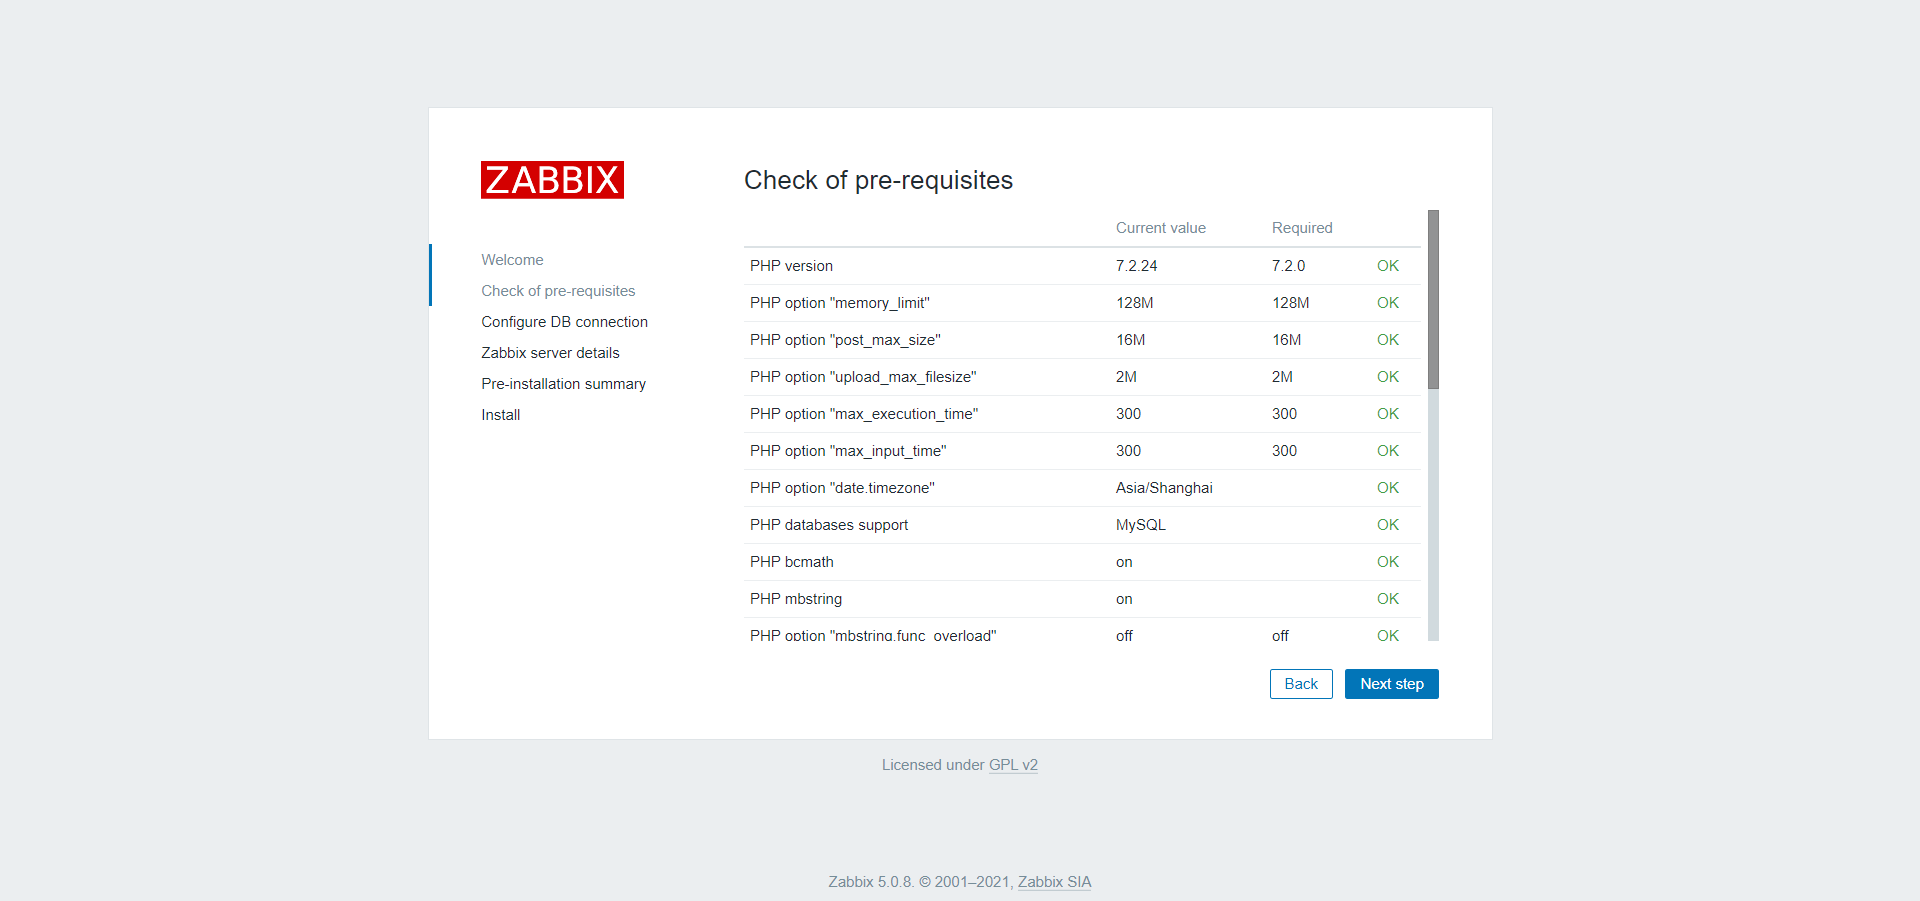 ZABBIX
Welcome
Check of pre-requisites
Configure DB connection
Zabbix server details
Pre-installation summary
Install
Check of pre-requisites
Current value Required
PHP version 7.2.24 7.2.0 OK
PHP option "memory_limit" 128M 128M OK
PHP option "post_max_size" 16M 16M OK
PHP option "upload_max_filesize" 2M 2M OK
PHP option "max_execution_time" 300 300 OK
PHP option "max_input_time" 300 300 OK
PHP option "date.timezone" Asia/Shanghai OK
PHP databases support MySQL OK
PHP bcmath on OK
PHP mbstring on OK
PHP option "mbstring.func_overload" off off OK
Back Next step
Licensed under GPL v2
Zabbix 5.0.8. © 2001–2021, Zabbix SIA